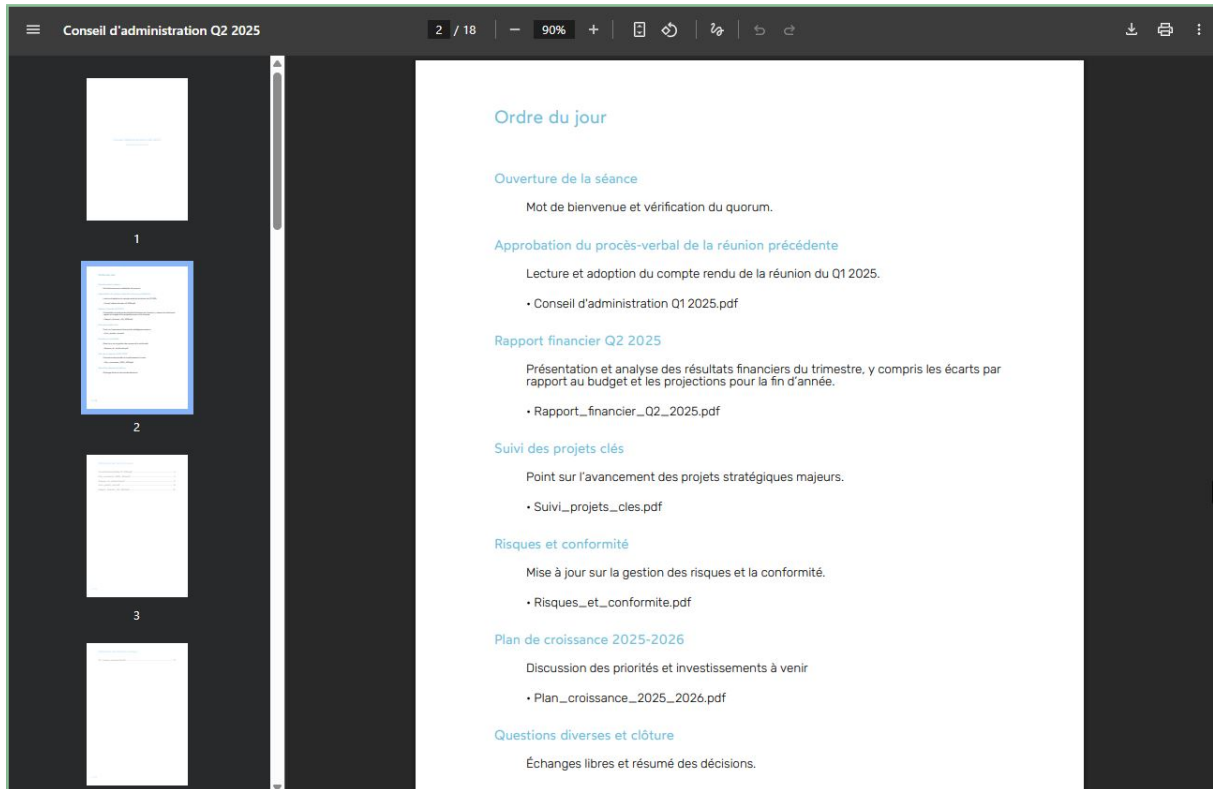 Conseil d'administration Q2 2025
2 / 18
90%
1
2
3
Ordre du jour
Ouverture de la séance
Mot de bienvenue et vérification du quorum.
Approbation du procès-verbal de la réunion précédente
Lecture et adoption du compte rendu de la réunion du Q1 2025.
• Conseil d'administration Q1 2025.pdf
Rapport financier Q2 2025
Présentation et analyse des résultats financiers du trimestre, y compris les écarts par
rapport au budget et les projections pour la fin d'année.
• Rapport_financier_Q2_2025.pdf
Suivi des projets clés
Point sur l'avancement des projets stratégiques majeurs.
• Suivi_projets_cles.pdf
Risques et conformité
Mise à jour sur la gestion des risques et la conformité.
• Risques_et_conformite.pdf
Plan de croissance 2025-2026
Discussion des priorités et investissements à venir
• Plan_croissance_2025_2026.pdf
Questions diverses et clôture
Échanges libres et résumé des décisions.